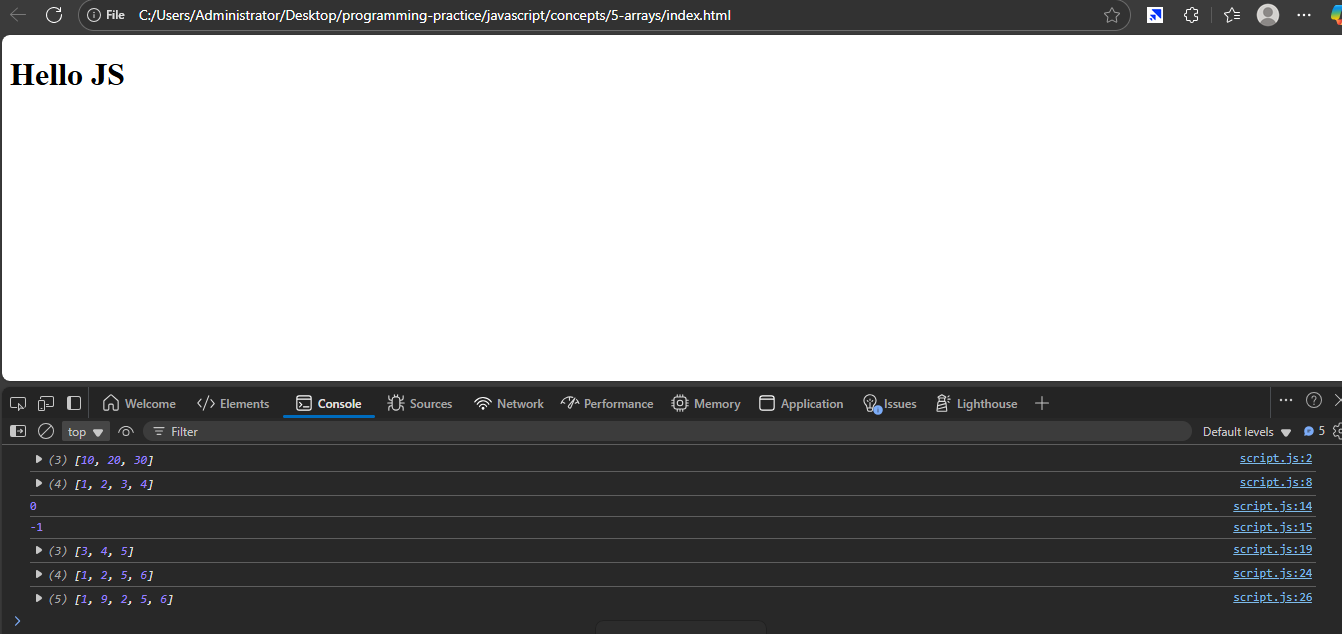 File C:/Users/Administrator/Desktop/programming-practice/javascript/concepts/5-arrays/index.html
Hello JS
Welcome </> Elements Console Sources Network Performance Memory Application Issues Lighthouse
top Filter Default levels 5
(3) [10, 20, 30] script.js:2
(4) [1, 2, 3, 4] script.js:8
0 script.js:14
-1 script.js:15
(3) [3, 4, 5] script.js:19
(4) [1, 2, 5, 6] script.js:24
(5) [1, 9, 2, 5, 6] script.js:26